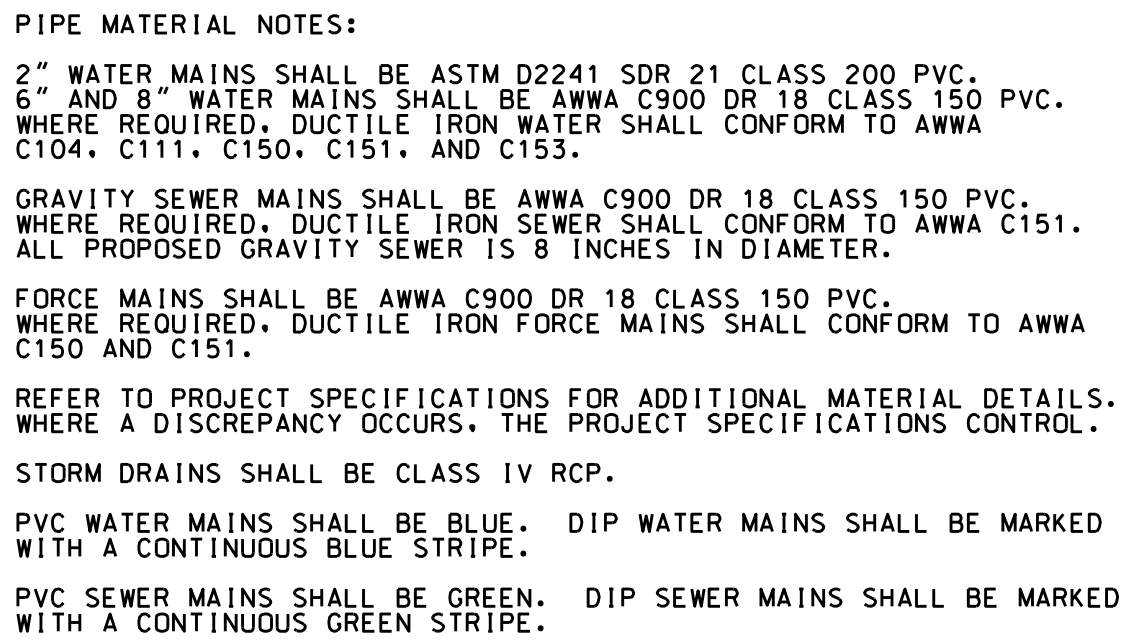 PIPE MATERIAL NOTES:
2" WATER MAINS SHALL BE ASTM D2241 SDR 21 CLASS 200 PVC.
6" AND 8" WATER MAINS SHALL BE AWWA C900 DR 18 CLASS 150 PVC.
WHERE REQUIRED, DUCTILE IRON WATER SHALL CONFORM TO AWWA
C104, C111, C150, C151, AND C153.
GRAVITY SEWER MAINS SHALL BE AWWA C900 DR 18 CLASS 150 PVC.
WHERE REQUIRED, DUCTILE IRON SEWER SHALL CONFORM TO AWWA C151.
ALL PROPOSED GRAVITY SEWER IS 8 INCHES IN DIAMETER.
FORCE MAINS SHALL BE AWWA C900 DR 18 CLASS 150 PVC.
WHERE REQUIRED, DUCTILE IRON FORCE MAINS SHALL CONFORM TO AWWA
C150 AND C151.
REFER TO PROJECT SPECIFICATIONS FOR ADDITIONAL MATERIAL DETAILS.
WHERE A DISCREPANCY OCCURS, THE PROJECT SPECIFICATIONS CONTROL.
STORM DRAINS SHALL BE CLASS IV RCP.
PVC WATER MAINS SHALL BE BLUE.  DIP WATER MAINS SHALL BE MARKED
WITH A CONTINUOUS BLUE STRIPE.
PVC SEWER MAINS SHALL BE GREEN.  DIP SEWER MAINS SHALL BE MARKED
WITH A CONTINUOUS GREEN STRIPE.